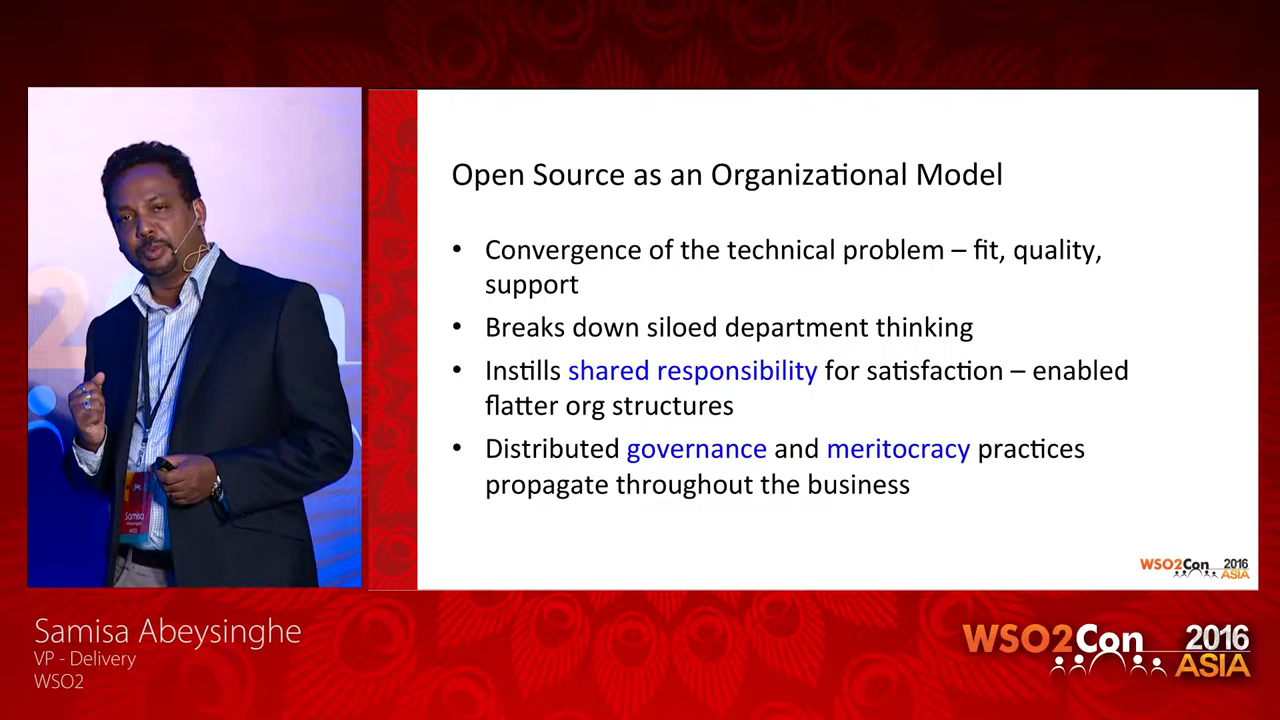 Open Source as an Organizational Model
• Convergence of the technical problem – fit, quality,
support
• Breaks down siloed department thinking
• Instills shared responsibility for satisfaction – enabled
flatter org structures
• Distributed governance and meritocracy practices
propagate throughout the business
WSO2Con 2016
ASIA
Samisa
Samisa Abeysinghe
VP - Delivery
WSO2
WSO2Con 2016
ASIA
2